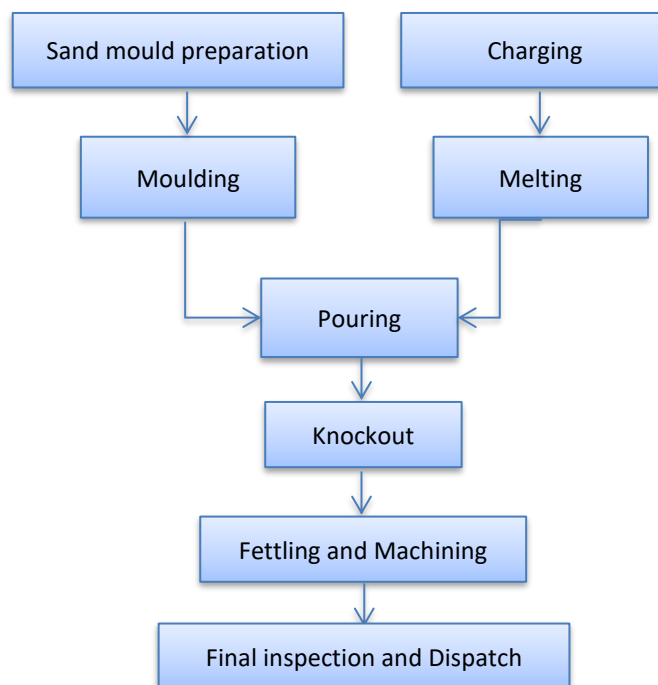 Sand mould preparation
Charging
Moulding
Melting
Pouring
Knockout
Fettling and Machining
Final inspection and Dispatch